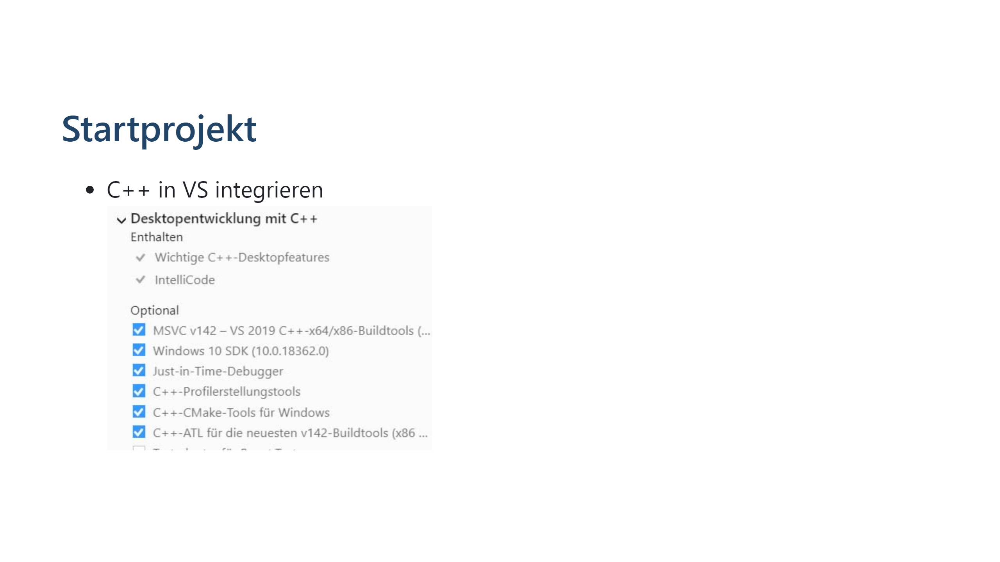 Startprojekt
• C++ in VS integrieren
Desktopentwicklung mit C++
Enthalten
Wichtige C++-Desktopfeatures
IntelliCode
Optional
MSVC v142 – VS 2019 C++-x64/x86-Buildtools (...
Windows 10 SDK (10.0.18362.0)
Just-in-Time-Debugger
C++-Profilerstellungstools
C++-CMake-Tools für Windows
C++-ATL für die neuesten v142-Buildtools (x86 ...